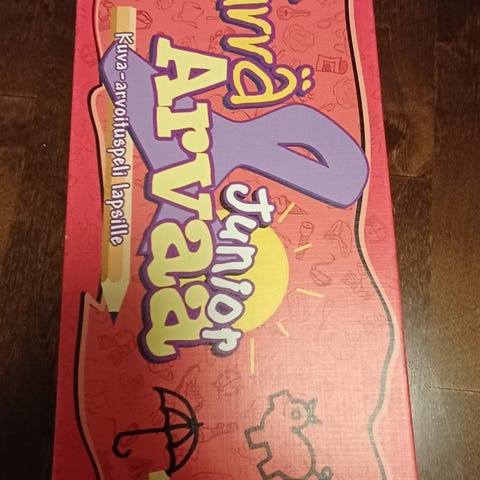 &
Arvaa
Junior
Kuva-arvoituspeli lapsille